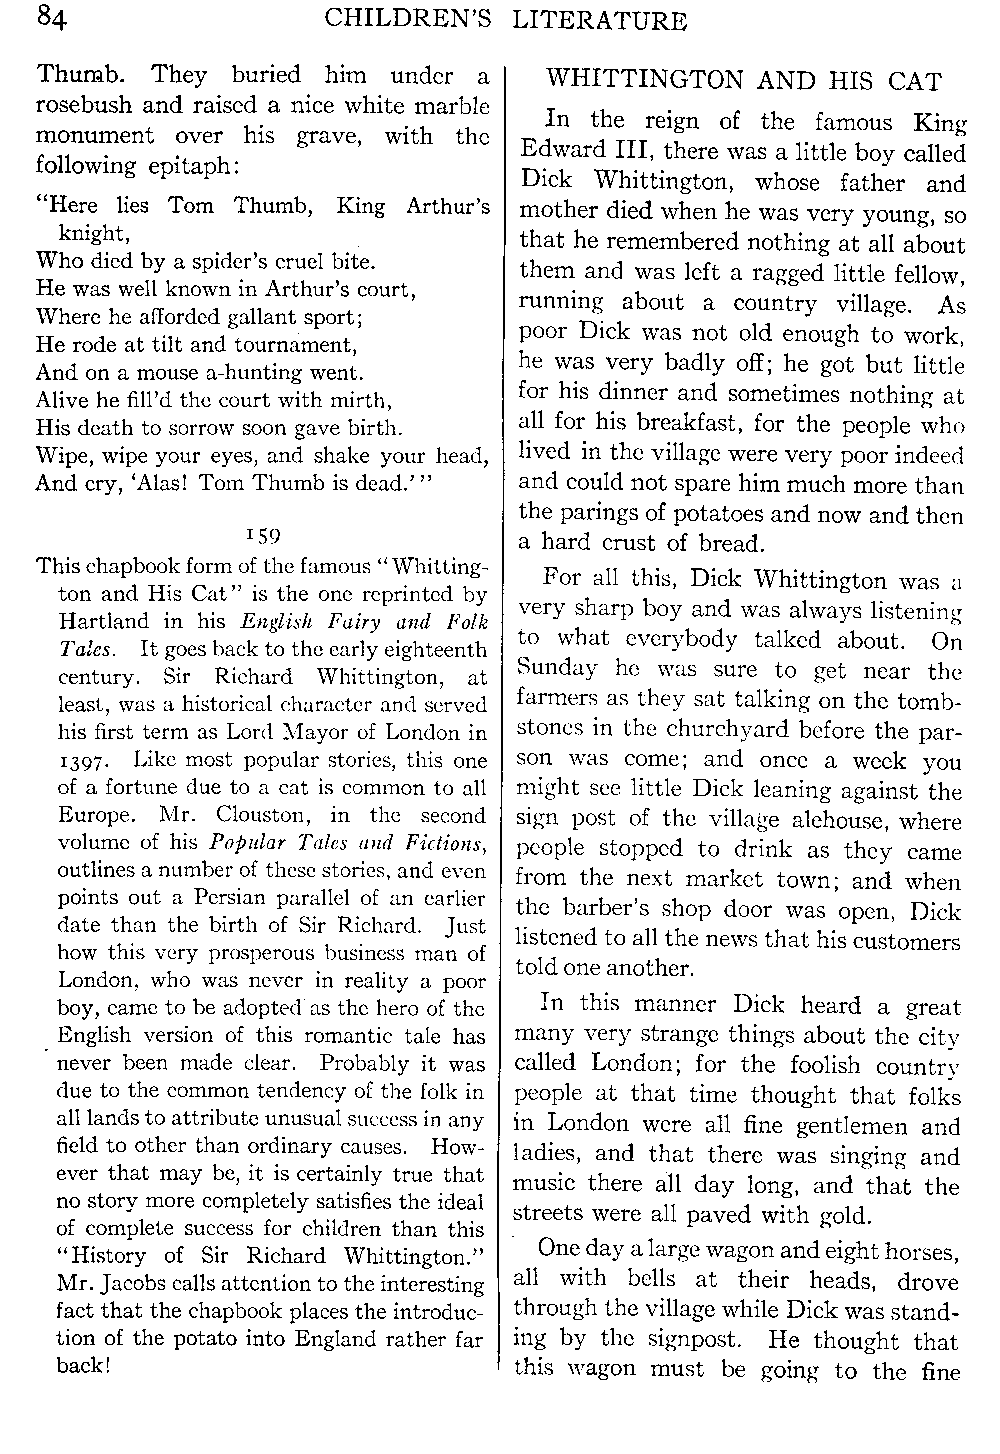 84 CHILDREN'S LITERATURE
Thumb. They buried him under a
rosebush and raised a nice white marble
monument over his grave, with the
following epitaph:
"Here lies Tom Thumb, King Arthur's
knight,
Who died by a spider's cruel bite.
He was well known in Arthur's court,
Where he afforded gallant sport;
He rode at tilt and tournament,
And on a mouse a-hunting went.
Alive he fill'd the court with mirth,
His death to sorrow soon gave birth.
Wipe, wipe your eyes, and shake your head,
And cry, 'Alas! Tom Thumb is dead.'"
159
This chapbook form of the famous "Whitting-
ton and His Cat" is the one reprinted by
Hartland in his English Fairy and Folk
Tales. It goes back to the early eighteenth
century. Sir Richard Whittington, at
least, was a historical character and served
his first term as Lord Mayor of London in
1397. Like most popular stories, this one
of a fortune due to a cat is common to all
Europe. Mr. Clouston, in the second
volume of his Popular Tales and Fictions,
outlines a number of these stories, and even
points out a Persian parallel of an earlier
date than the birth of Sir Richard. Just
how this very prosperous business man of
London, who was never in reality a poor
boy, came to be adopted as the hero of the
English version of this romantic tale has
never been made clear. Probably it was
due to the common tendency of the folk in
all lands to attribute unusual success in any
field to other than ordinary causes. How-
ever that may be, it is certainly true that
no story more completely satisfies the ideal
of complete success for children than this
"History of Sir Richard Whittington."
Mr. Jacobs calls attention to the interesting
fact that the chapbook places the introduc-
tion of the potato into England rather far
back!
WHITTINGTON AND HIS CAT
In the reign of the famous King
Edward III, there was a little boy called
Dick Whittington, whose father and
mother died when he was very young, so
that he remembered nothing at all about
them and was left a ragged little fellow,
running about a country village. As
poor Dick was not old enough to work,
he was very badly off; he got but little
for his dinner and sometimes nothing at
all for his breakfast, for the people who
lived in the village were very poor indeed
and could not spare him much more than
the parings of potatoes and now and then
a hard crust of bread.
For all this, Dick Whittington was a
very sharp boy and was always listening
to what everybody talked about. On
Sunday he was sure to get near the
farmers as they sat talking on the tomb-
stones in the churchyard before the par-
son was come; and once a week you
might see little Dick leaning against the
sign post of the village alehouse, where
people stopped to drink as they came
from the next market town; and when
the barber's shop door was open, Dick
listened to all the news that his customers
told one another.
In this manner Dick heard a great
many very strange things about the city
called London; for the foolish country
people at that time thought that folks
in London were all fine gentlemen and
ladies, and that there was singing and
music there all day long, and that the
streets were all paved with gold.
One day a large wagon and eight horses,
all with bells at their heads, drove
through the village while Dick was stand-
ing by the signpost. He thought that
this wagon must be going to the fine